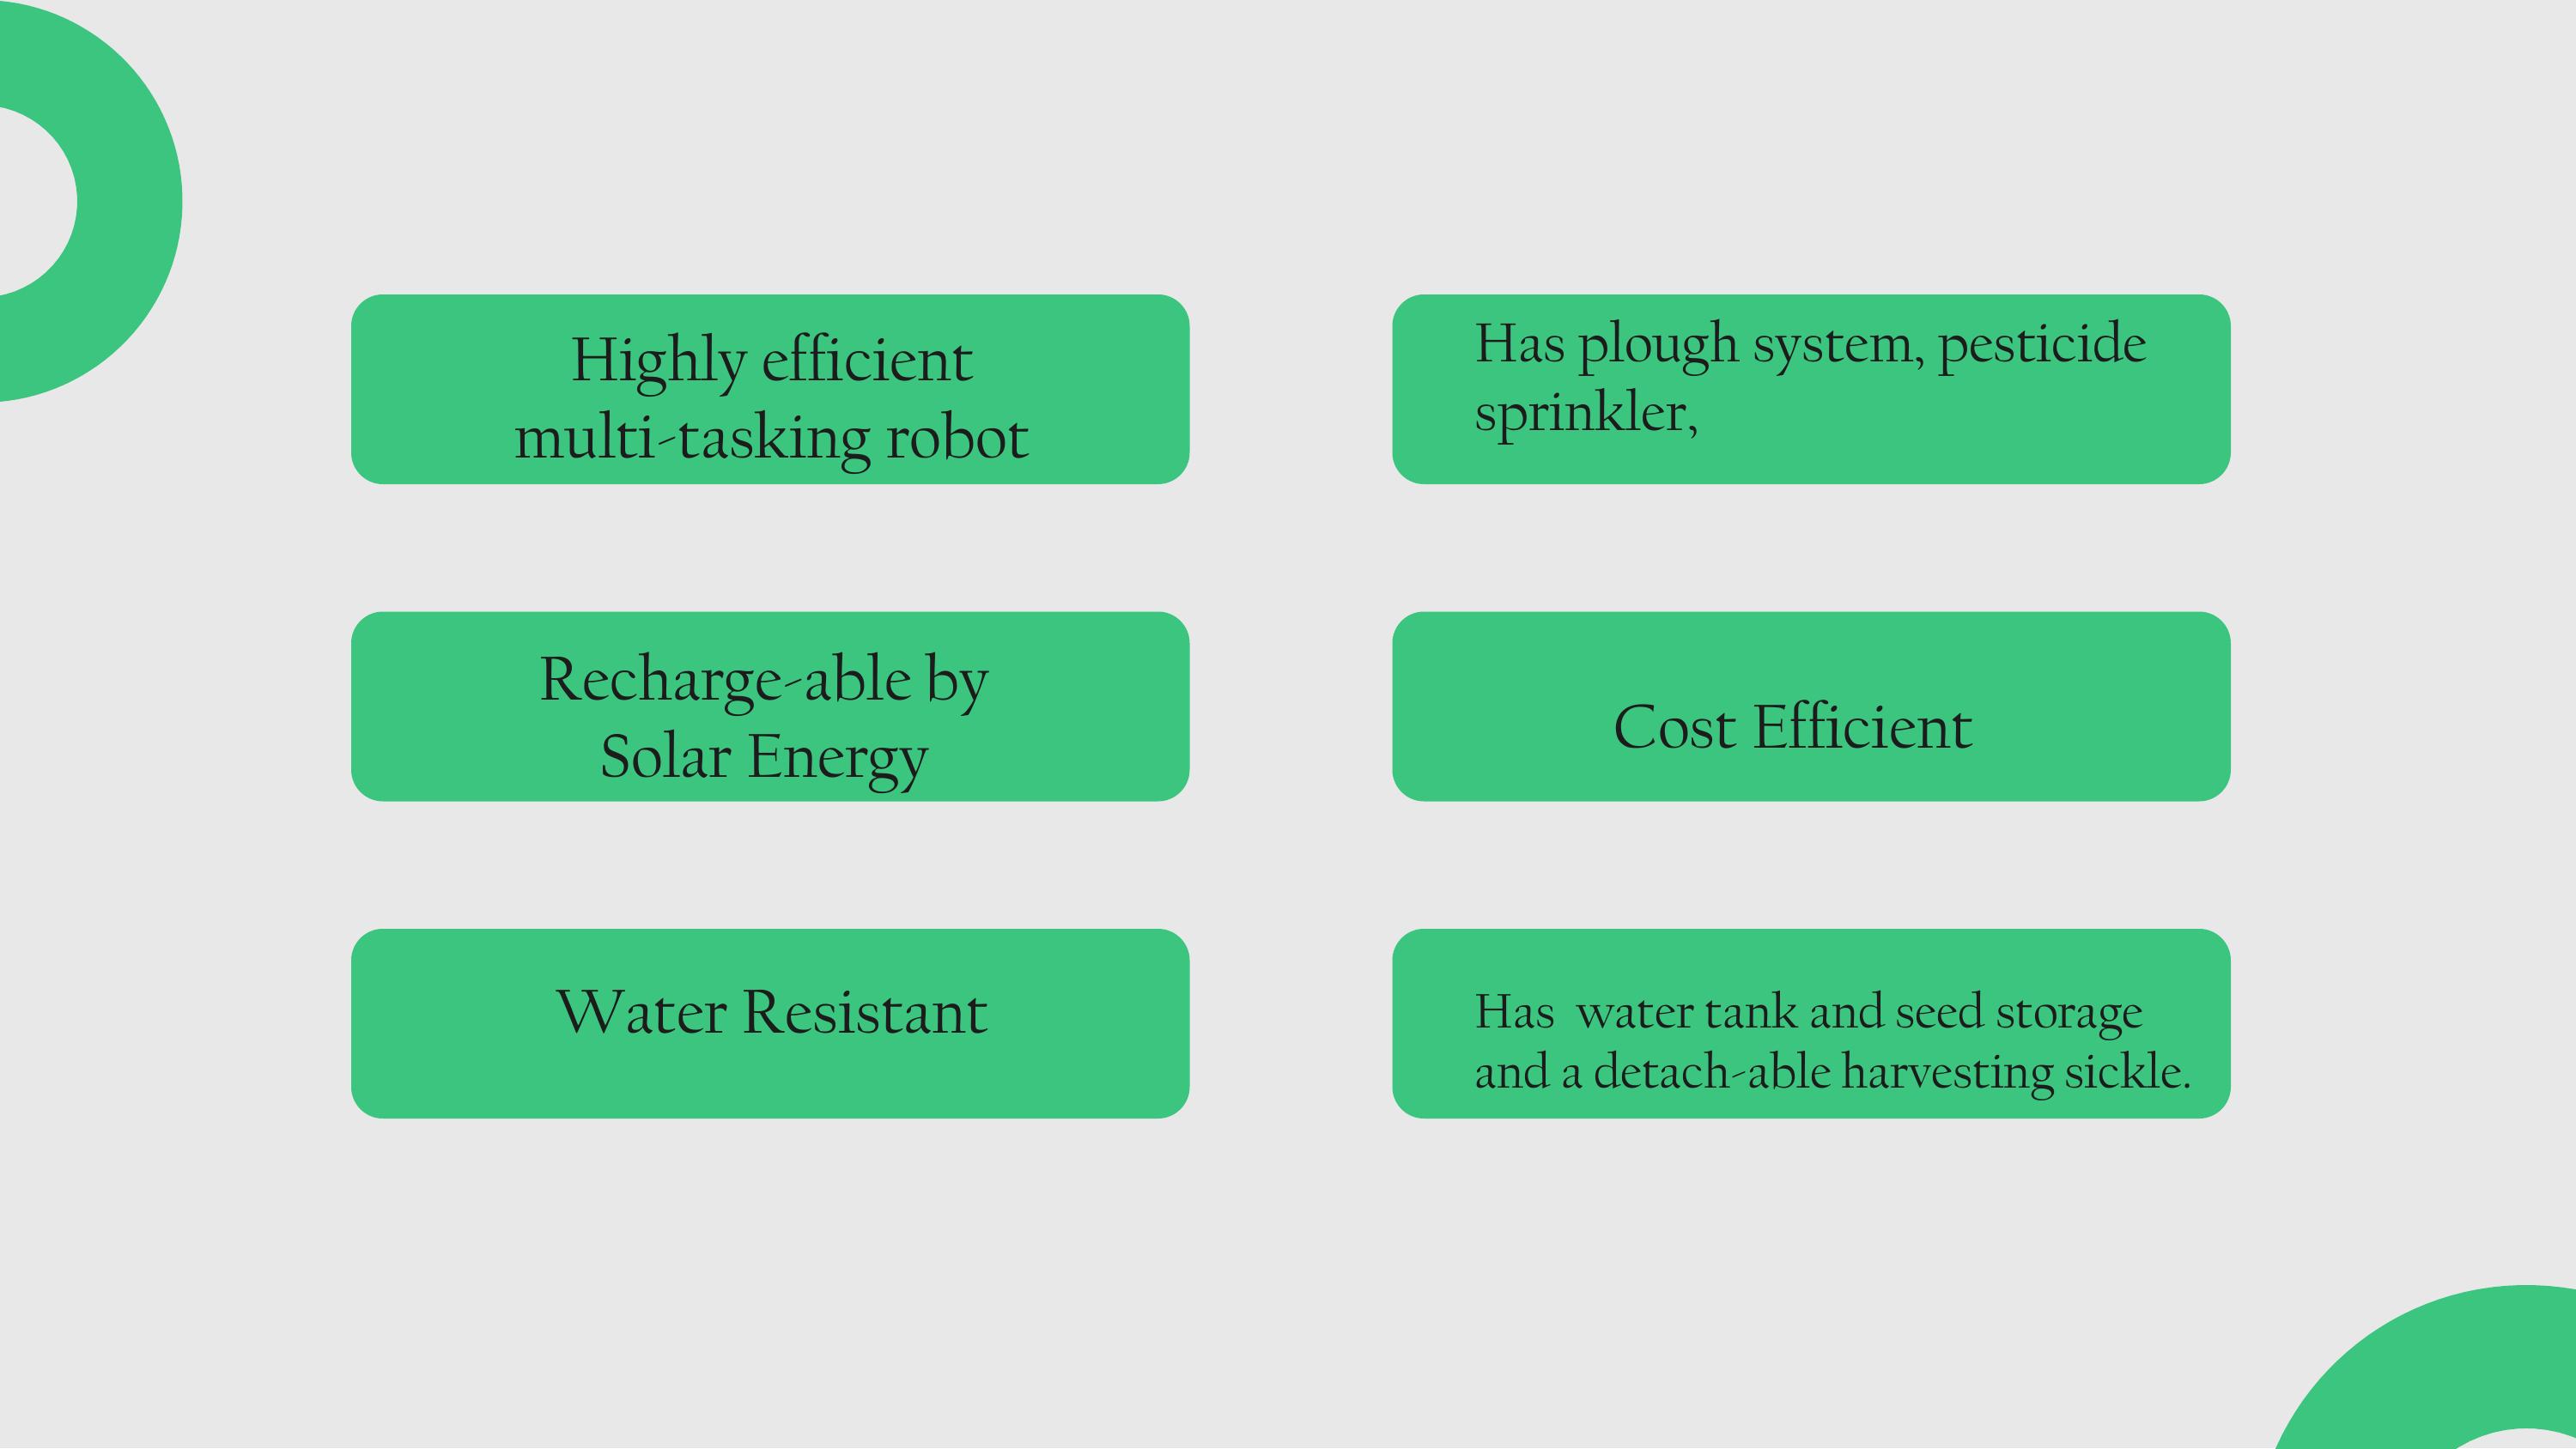 Highly efficient
multi-tasking robot
Has plough system, pesticide
sprinkler,
Recharge-able by
Solar Energy
Cost Efficient
Water Resistant
Has  water tank and seed storage
and a detach-able harvesting sickle.